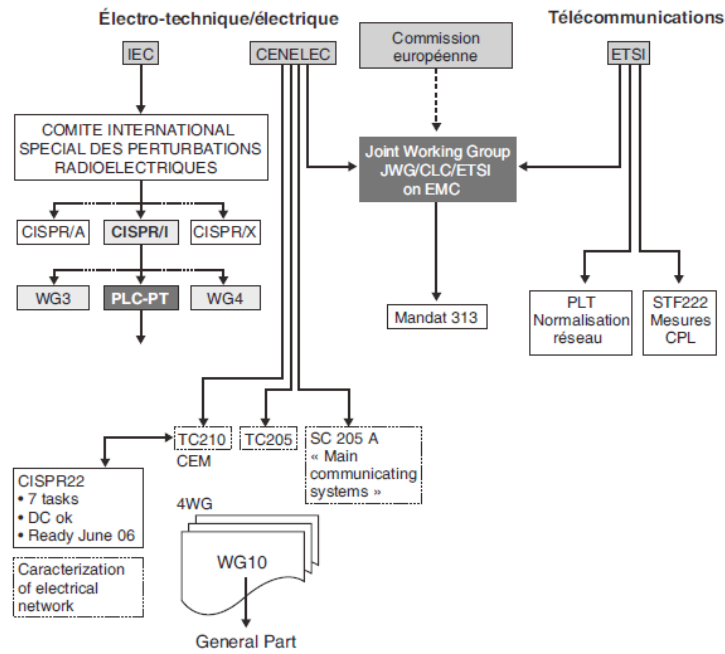 Électro-technique/électrique
Télécommunications
IEC
CENELEC
Commission
européenne
ETSI
COMITE INTERNATIONAL
SPECIAL DES PERTURBATIONS
RADIOELECTRIQUES
Joint Working Group
JWG/CLC/ETSI
on EMC
CISPR/A
CISPR/I
CISPR/X
WG3
PLC-PT
WG4
Mandat 313
PLT
Normalisation
réseau
STF222
Mesures
CPL
TC210
CEM
TC205
SC 205 A
« Main
communicating
systems »
CISPR22
• 7 tasks
• DC ok
• Ready June 06
Caracterization
of electrical
network
4WG
WG10
General Part